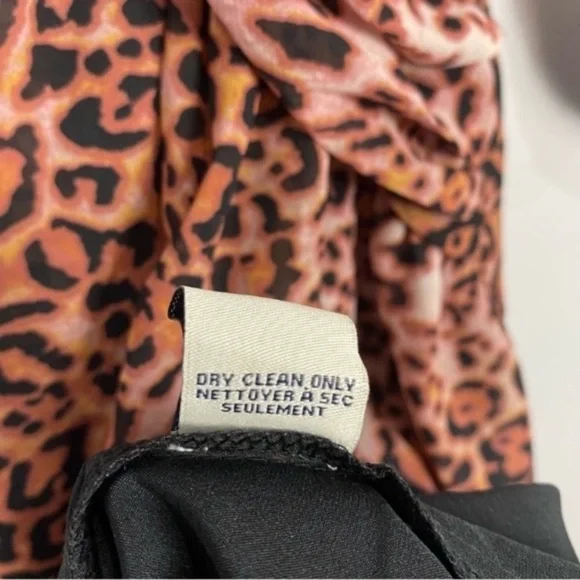 DRY CLEAN ONLY
NETTOYER A SEC
SEULEMENT